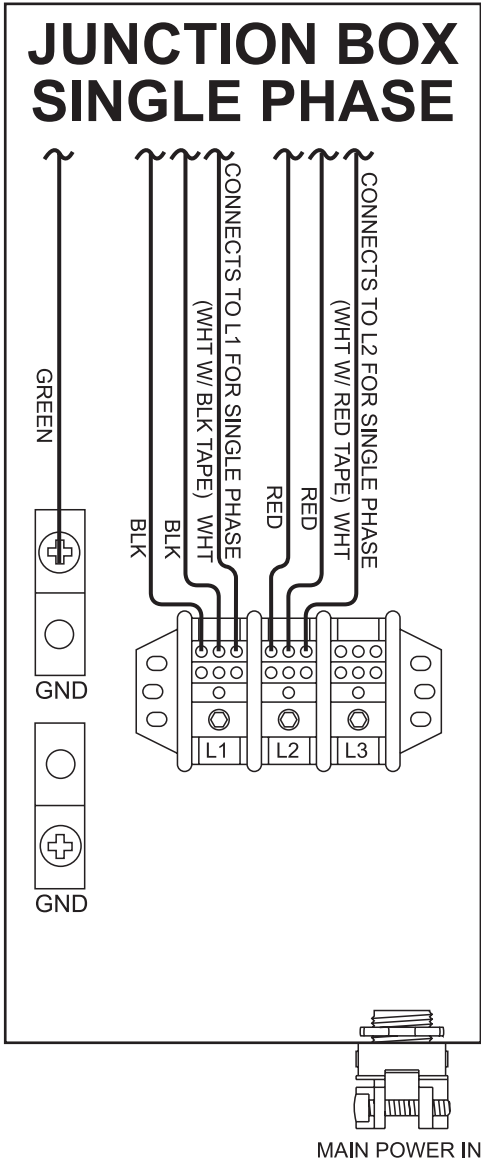 JUNCTION BOX
SINGLE PHASE
GREEN
BLK
BLK
(WHT W/ BLK TAPE) WHT
CONNECTS TO L1 FOR SINGLE PHASE
RED
RED
(WHT W/ RED TAPE) WHT
CONNECTS TO L2 FOR SINGLE PHASE
GND
L1
L2
L3
GND
MAIN POWER IN